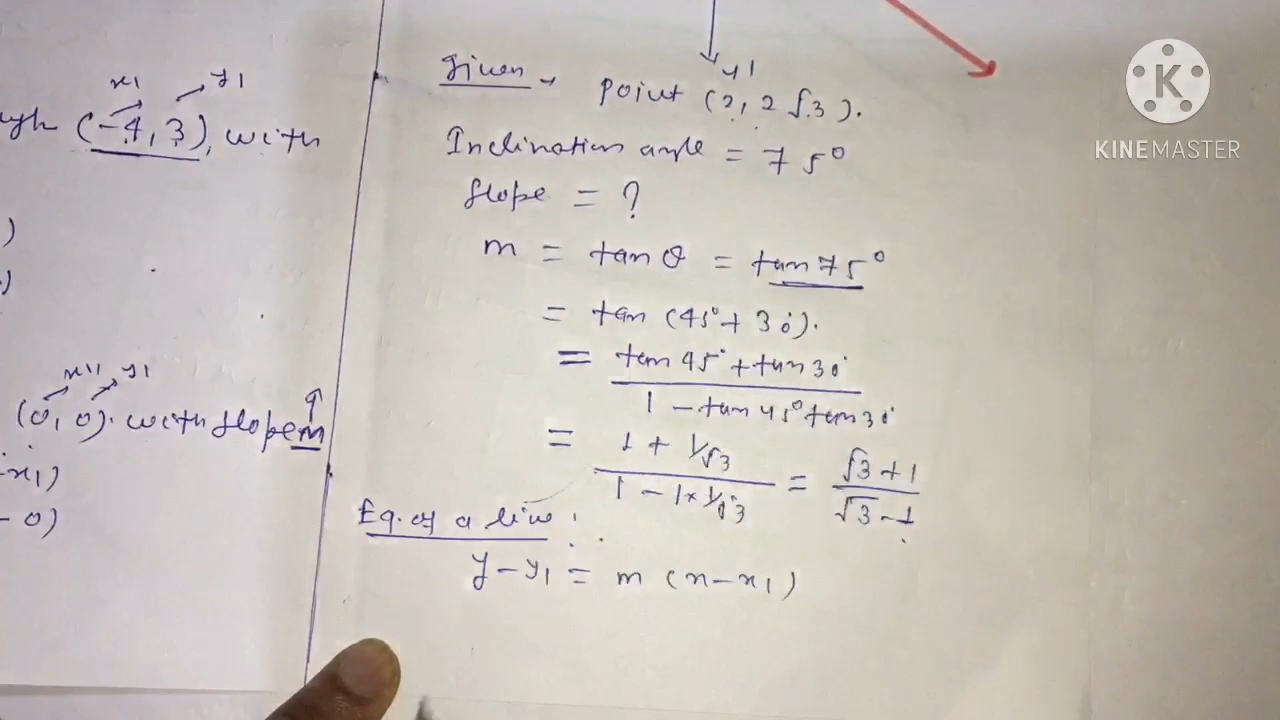 x1 y1
ugh (-4, 3), with
)
)
x1 y1
(0, 0). with slope m
-x1)
- 0)
y1
Given → point (2, 2√3).
Inclination angle = 75°
slope = ?
m = tan θ = tan 75°
= tan (45° + 30°).
= tan 45° + tan 30° / 1 - tan 45° tan 30°
= 1 + 1/√3 / 1 - 1 × 1/√3 = √3 + 1 / √3 - 1
Eq. of a line :
y - y1 = m (x - x1)
K
KINEMASTER